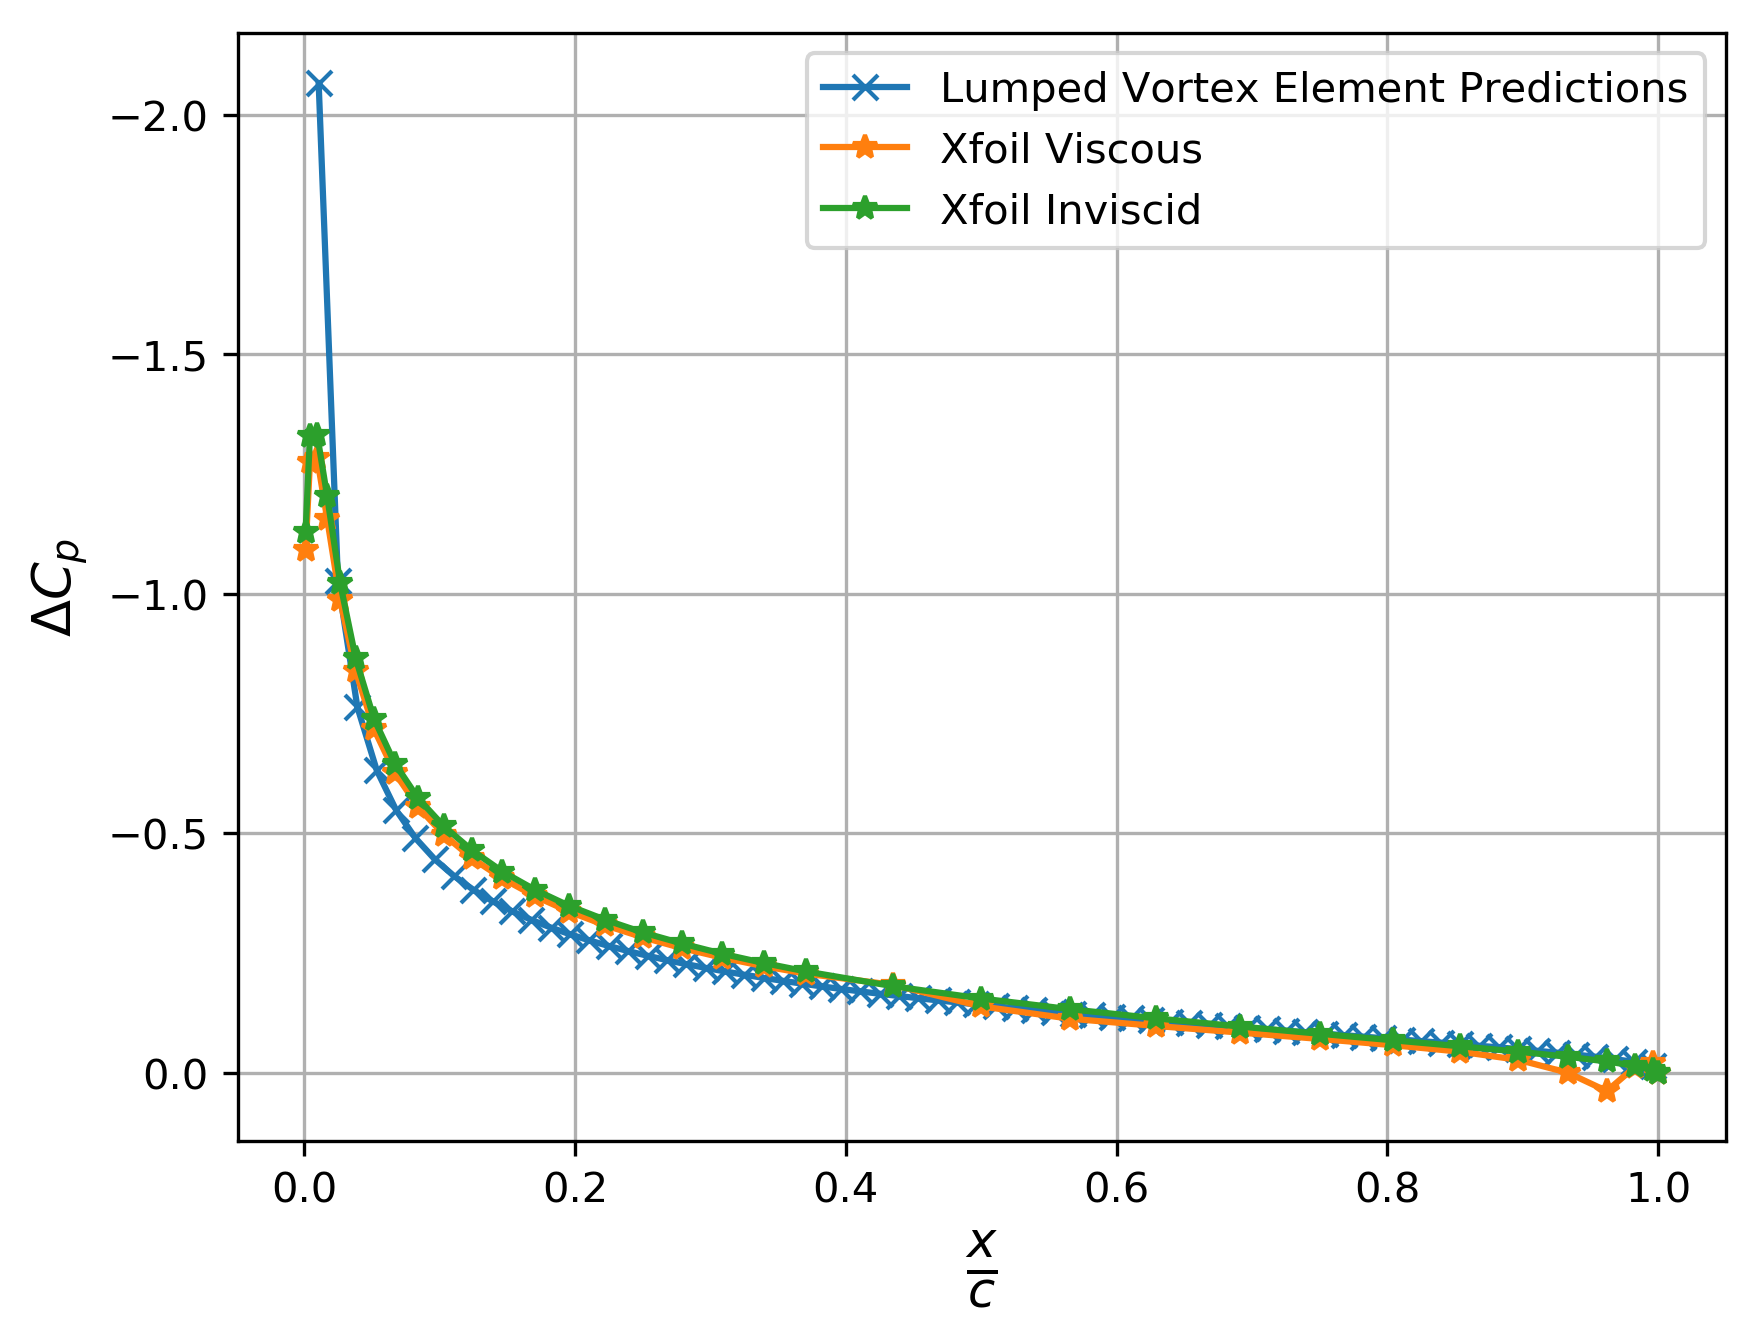 Lumped Vortex Element Predictions
Xfoil Viscous
Xfoil Inviscid
−2.0
−1.5
−1.0
−0.5
0.0
ΔCp
0.0 0.2 0.4 0.6 0.8 1.0
x
c